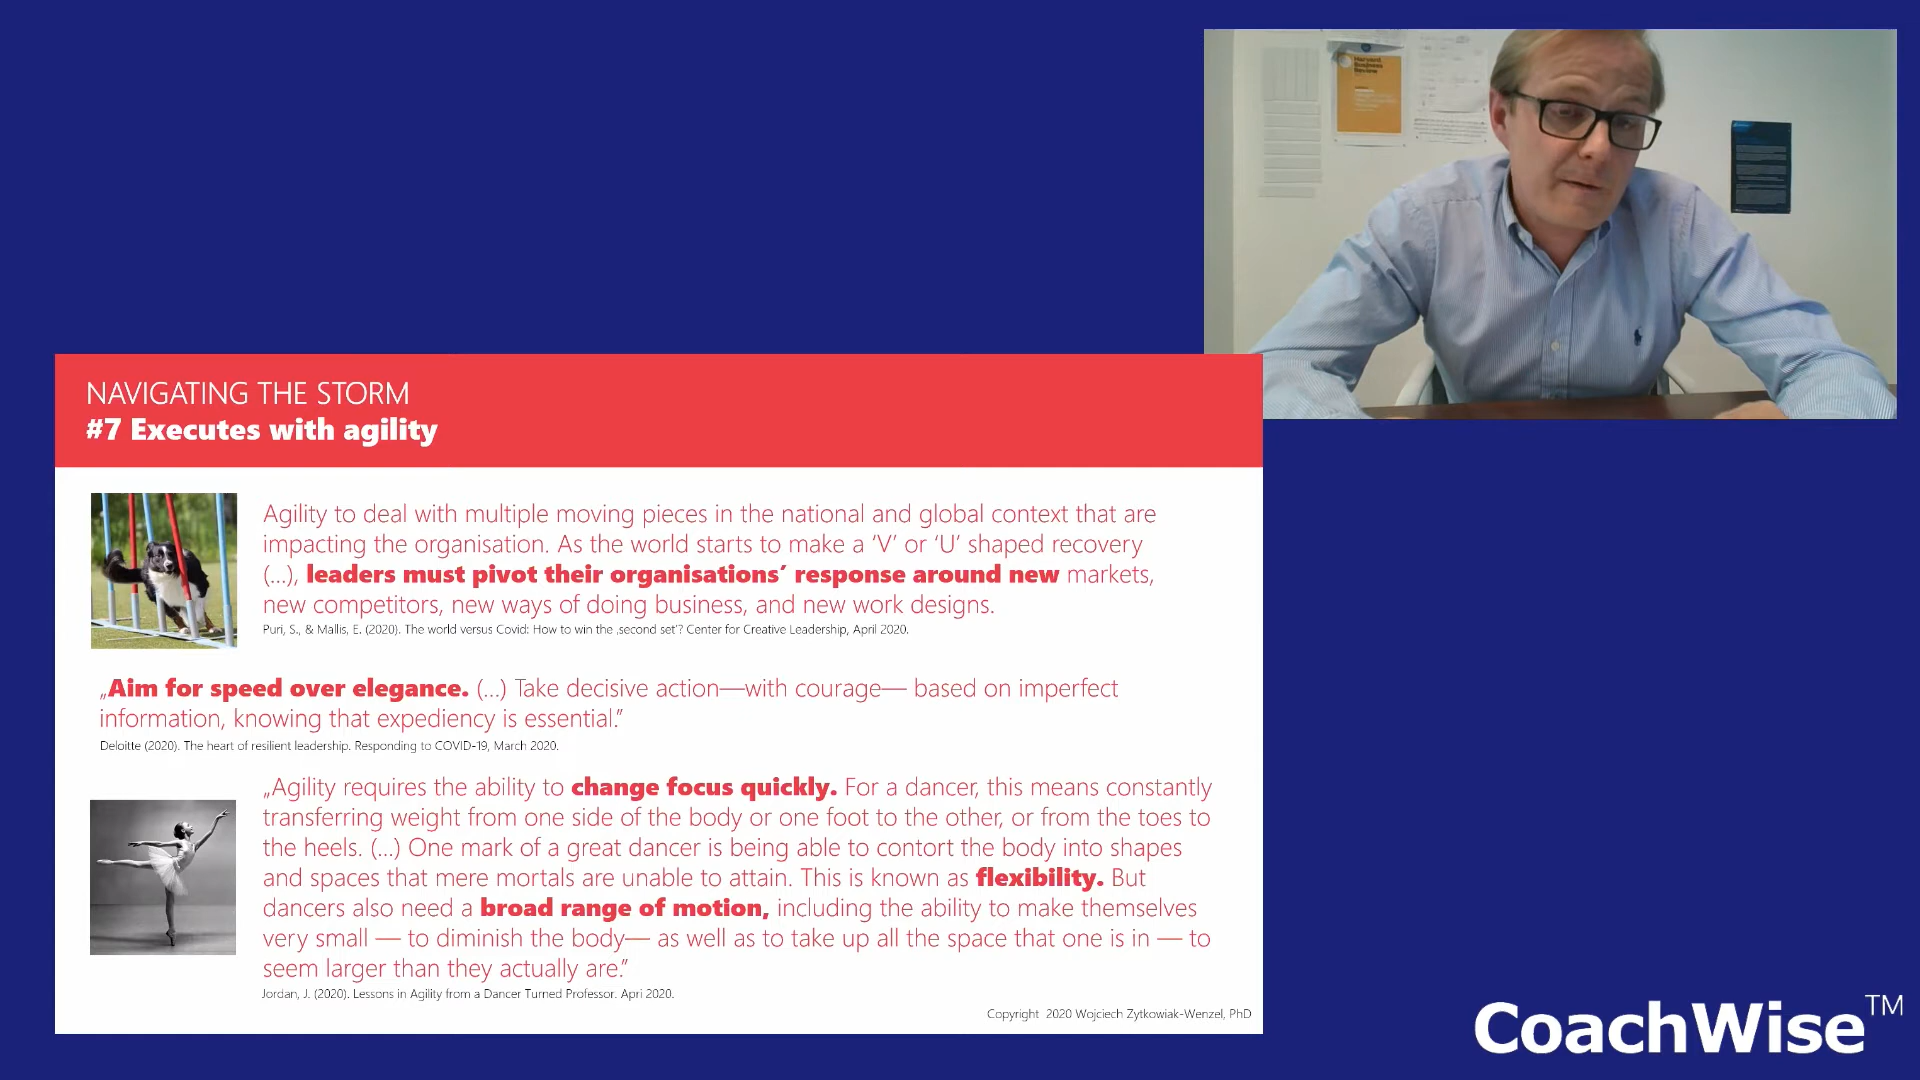 Harvard
Business
Review
NAVIGATING THE STORM
#7 Executes with agility
Agility to deal with multiple moving pieces in the national and global context that are
impacting the organisation. As the world starts to make a ‘V’ or ‘U’ shaped recovery
(...), leaders must pivot their organisations’ response around new markets,
new competitors, new ways of doing business, and new work designs.
Puri, S., & Mallis, E. (2020). The world versus Covid: How to win the ‚second set’? Center for Creative Leadership, April 2020.
„Aim for speed over elegance. (...) Take decisive action—with courage— based on imperfect
information, knowing that expediency is essential.”
Deloitte (2020). The heart of resilient leadership. Responding to COVID-19, March 2020.
„Agility requires the ability to change focus quickly. For a dancer, this means constantly
transferring weight from one side of the body or one foot to the other, or from the toes to
the heels. (...) One mark of a great dancer is being able to contort the body into shapes
and spaces that mere mortals are unable to attain. This is known as flexibility. But
dancers also need a broad range of motion, including the ability to make themselves
very small — to diminish the body— as well as to take up all the space that one is in — to
seem larger than they actually are.”
Jordan, J. (2020). Lessons in Agility from a Dancer Turned Professor. Apri 2020.
Copyright 2020 Wojciech Zytkowiak-Wenzel, PhD
CoachWise™